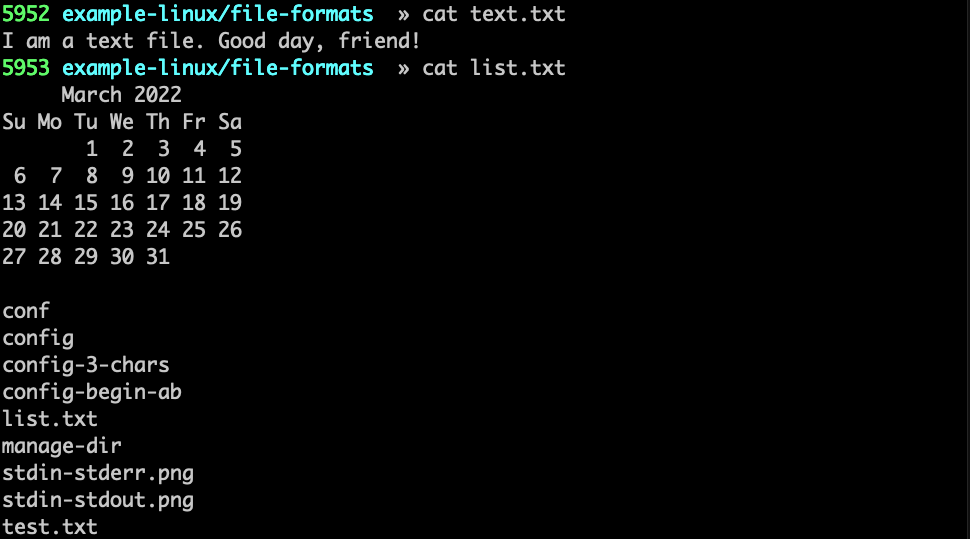 5952 example-linux/file-formats  » cat text.txt
I am a text file. Good day, friend!
5953 example-linux/file-formats  » cat list.txt
     March 2022
Su Mo Tu We Th Fr Sa
       1  2  3  4  5
 6  7  8  9 10 11 12
13 14 15 16 17 18 19
20 21 22 23 24 25 26
27 28 29 30 31

conf
config
config-3-chars
config-begin-ab
list.txt
manage-dir
stdin-stderr.png
stdin-stdout.png
test.txt